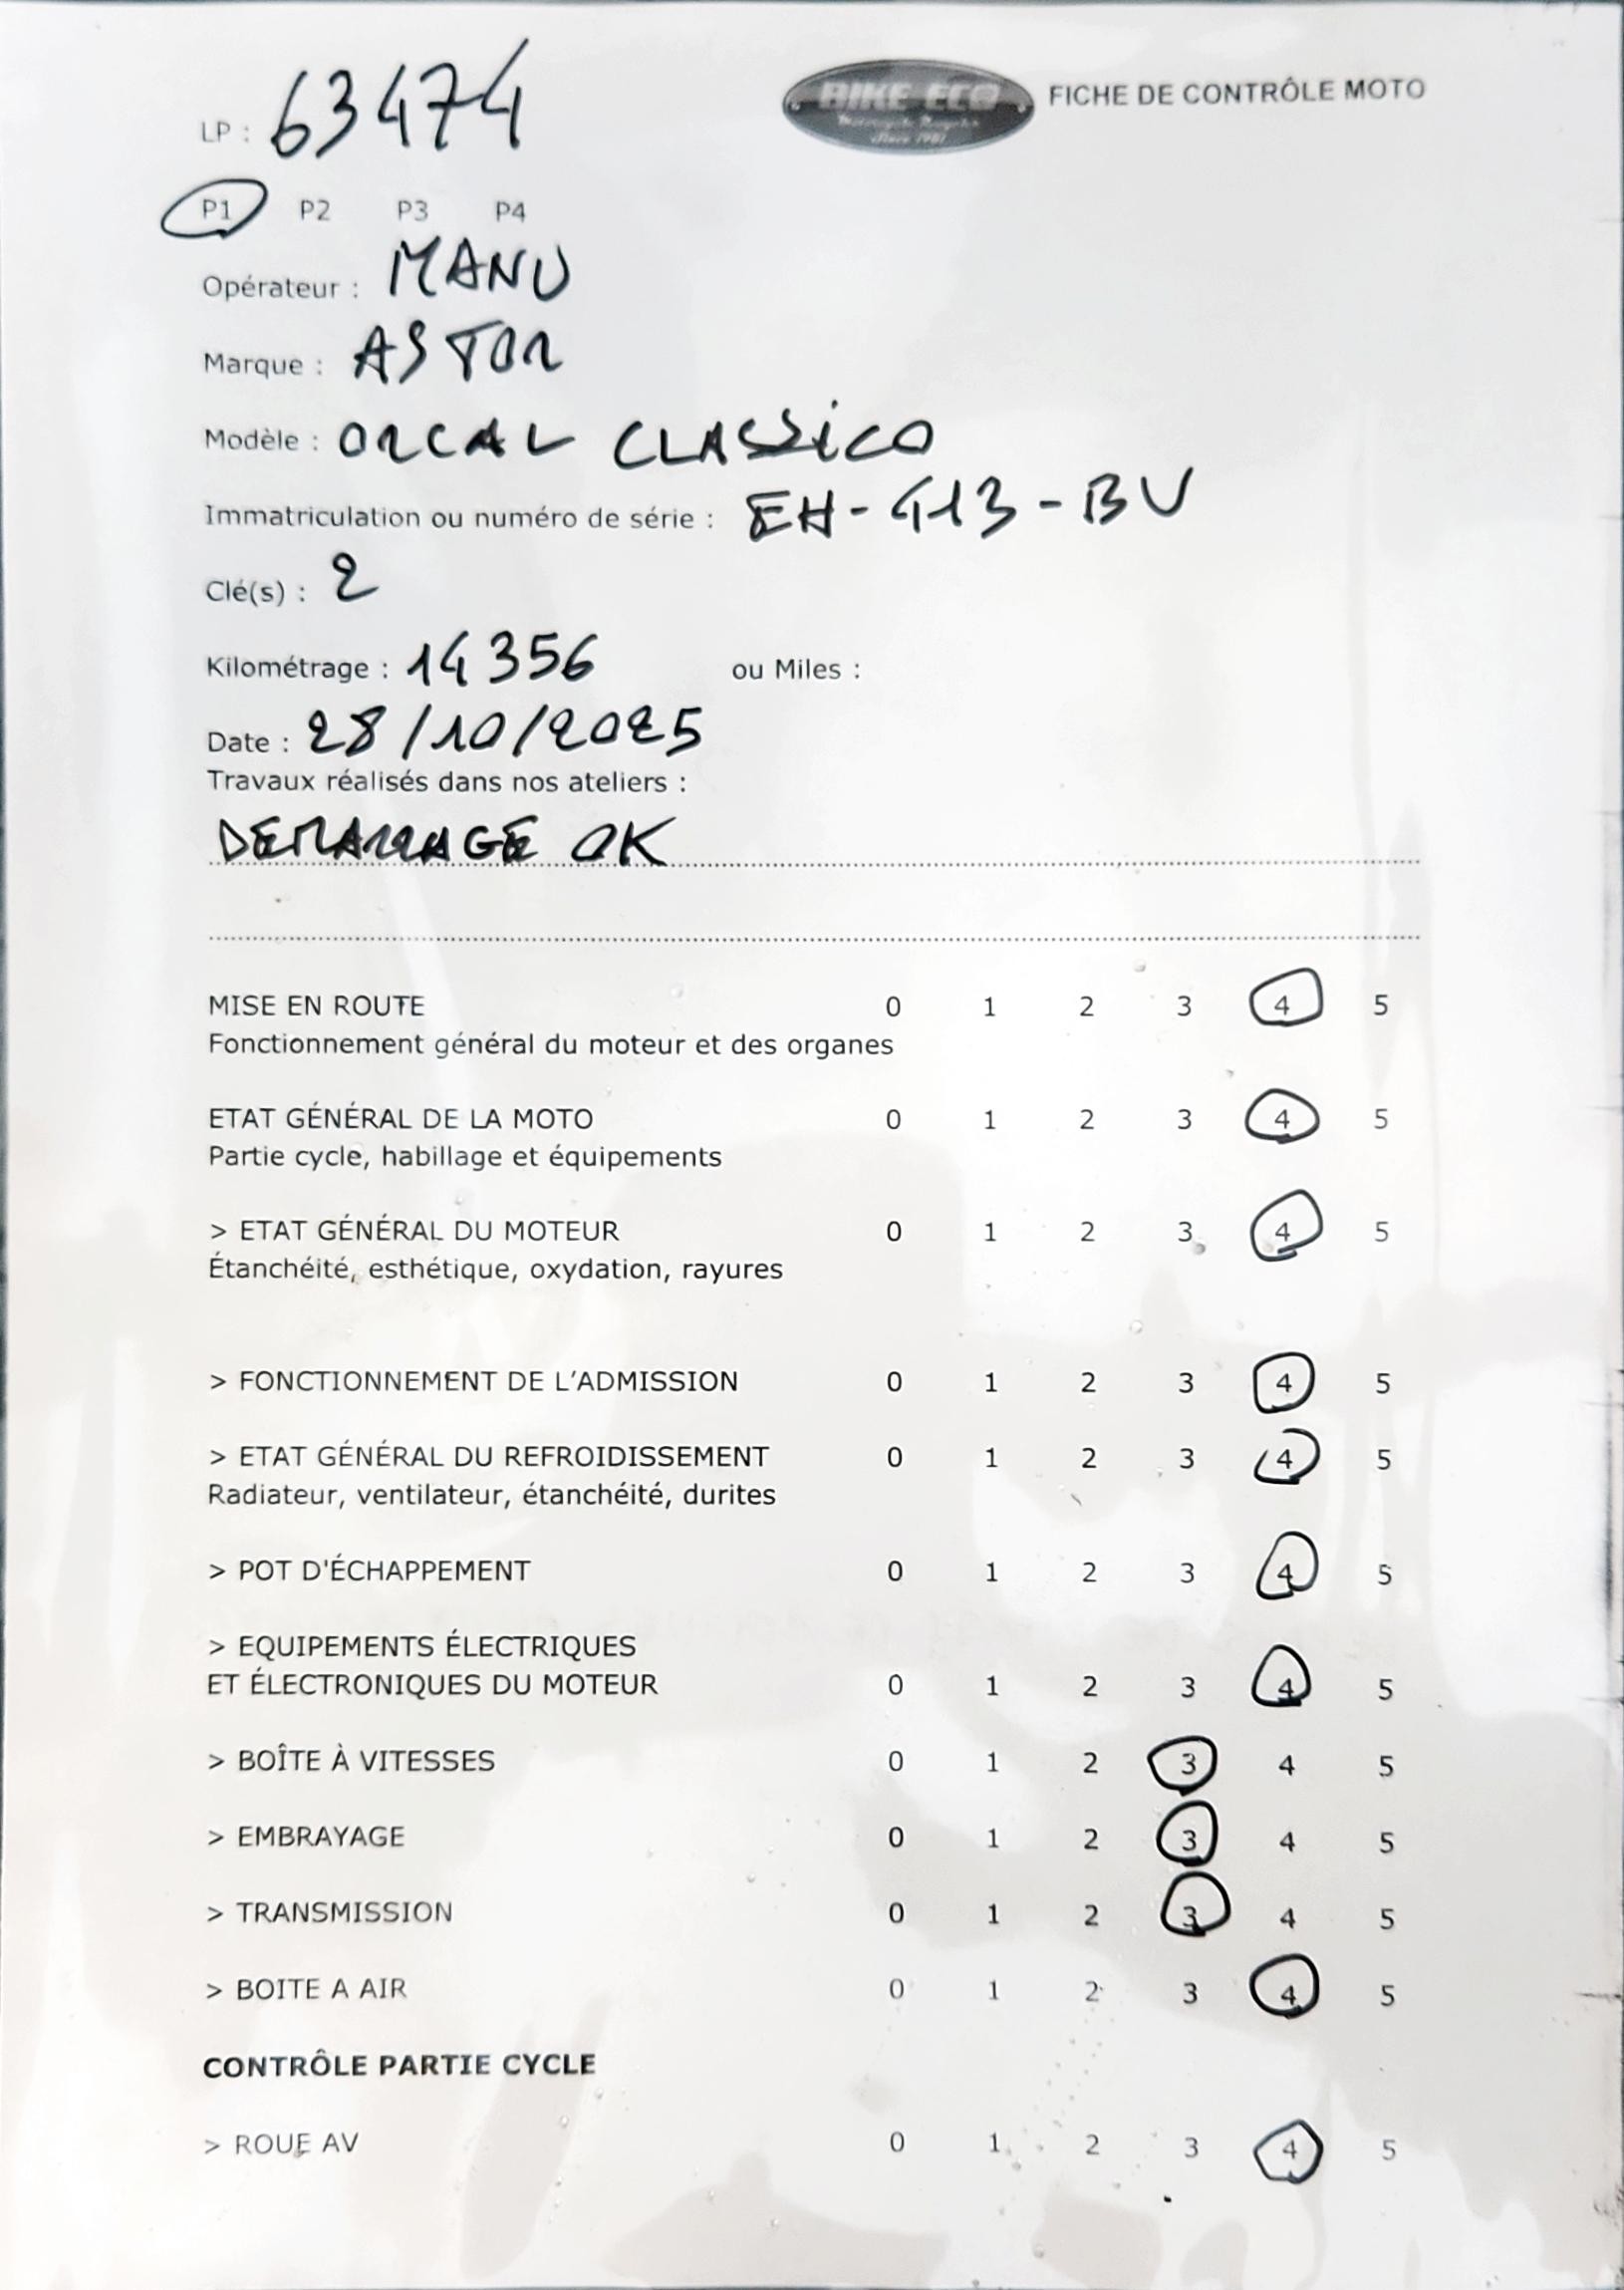 LP : 63474
BIKE ECO
Since 1981
FICHE DE CONTRÔLE MOTO
P1 P2 P3 P4
Opérateur : MANU
Marque : ASTOR
Modèle : ORCAL CLASSICO
Immatriculation ou numéro de série : EH-413-BV
Clé(s) : 2
Kilométrage : 14356 ou Miles :
Date : 28/10/2025
Travaux réalisés dans nos ateliers :
DEMARRAGE OK
MISE EN ROUTE 0 1 2 3 4 5
Fonctionnement général du moteur et des organes
ETAT GÉNÉRAL DE LA MOTO 0 1 2 3 4 5
Partie cycle, habillage et équipements
> ETAT GÉNÉRAL DU MOTEUR 0 1 2 3 4 5
Étanchéité, esthétique, oxydation, rayures
> FONCTIONNEMENT DE L'ADMISSION 0 1 2 3 4 5
> ETAT GÉNÉRAL DU REFROIDISSEMENT 0 1 2 3 4 5
Radiateur, ventilateur, étanchéité, durites
> POT D'ÉCHAPPEMENT 0 1 2 3 4 5
> EQUIPEMENTS ÉLECTRIQUES
ET ÉLECTRONIQUES DU MOTEUR 0 1 2 3 4 5
> BOÎTE À VITESSES 0 1 2 3 4 5
> EMBRAYAGE 0 1 2 3 4 5
> TRANSMISSION 0 1 2 3 4 5
> BOITE A AIR 0 1 2 3 4 5
CONTRÔLE PARTIE CYCLE
> ROUE AV 0 1 2 3 4 5